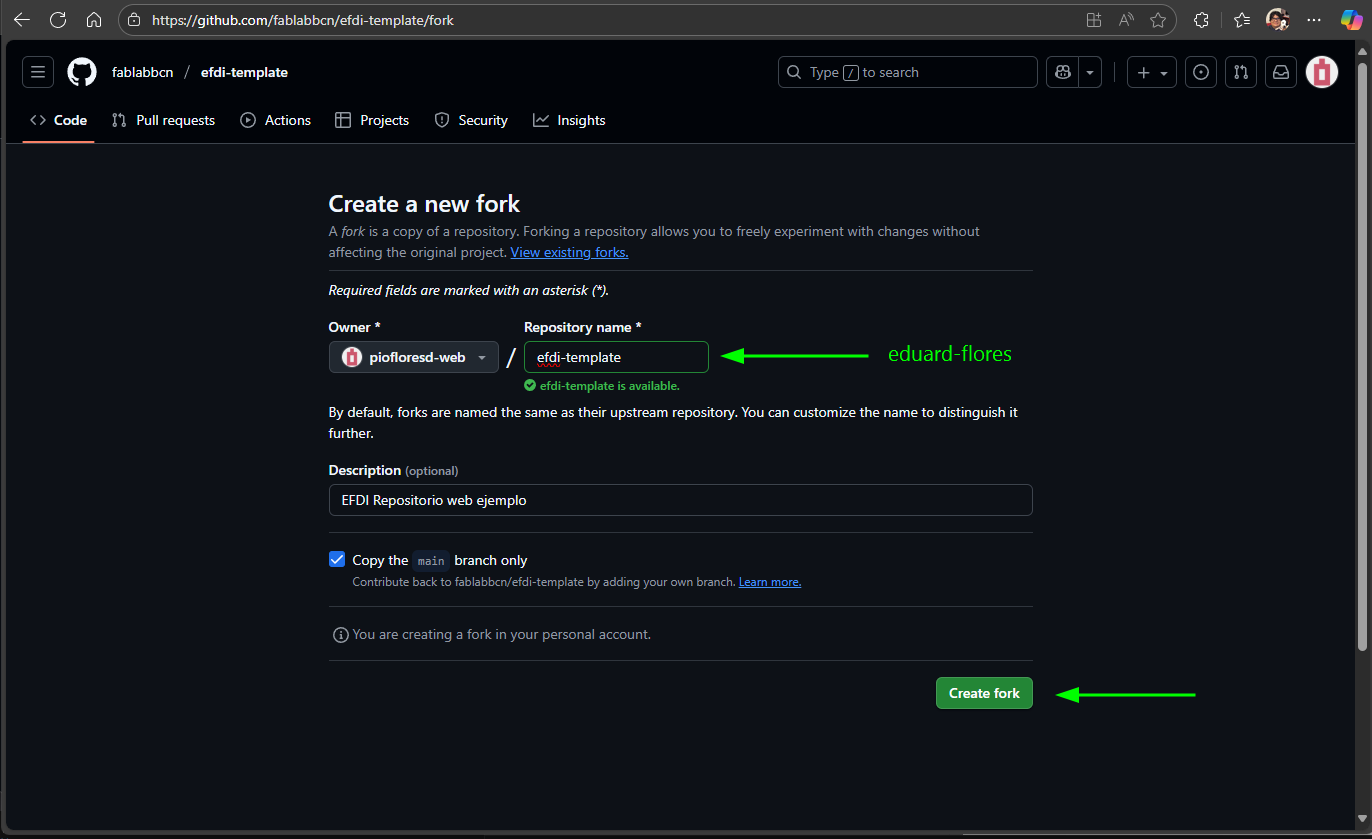 https://github.com/fablabbcn/efdi-template/fork
fablabbcn / efdi-template
Type / to search
Code Pull requests Actions Projects Security Insights
Create a new fork
A fork is a copy of a repository. Forking a repository allows you to freely experiment with changes without
affecting the original project. View existing forks.
Required fields are marked with an asterisk (*).
Owner * Repository name *
piofloresd-web / efdi-template eduard-flores
efdi-template is available.
By default, forks are named the same as their upstream repository. You can customize the name to distinguish it
further.
Description (optional)
EFDI Repositorio web ejemplo
Copy the main branch only
Contribute back to fablabbcn/efdi-template by adding your own branch. Learn more.
You are creating a fork in your personal account.
Create fork